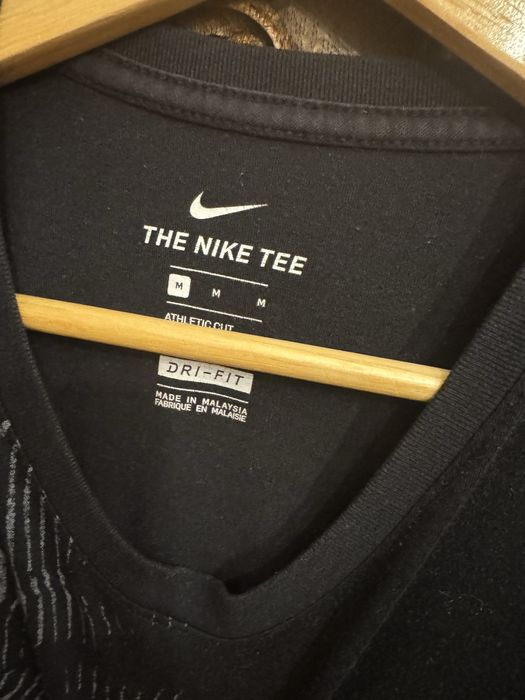 THE NIKE TEE
M M M
ATHLETIC CUT
DRI-FIT
MADE IN MALAYSIA
FABRIQUE EN MALAISIE